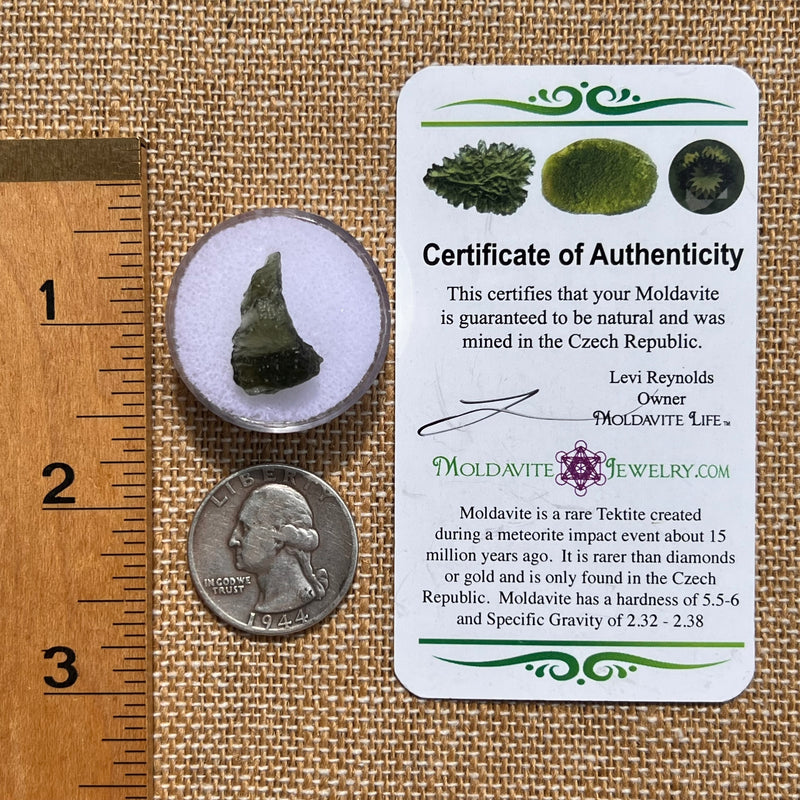 1
2
3
LIBERTY
IN GOD WE
TRUST
1944
Certificate of Authenticity
This certifies that your Moldavite
is guaranteed to be natural and was
mined in the Czech Republic.
Levi Reynolds
Owner
MOLDAVITE LIFE™
MOLDAVITE JEWELRY.COM
Moldavite is a rare Tektite created
during a meteorite impact event about 15
million years ago. It is rarer than diamonds
or gold and is only found in the Czech
Republic. Moldavite has a hardness of 5.5-6
and Specific Gravity of 2.32 - 2.38